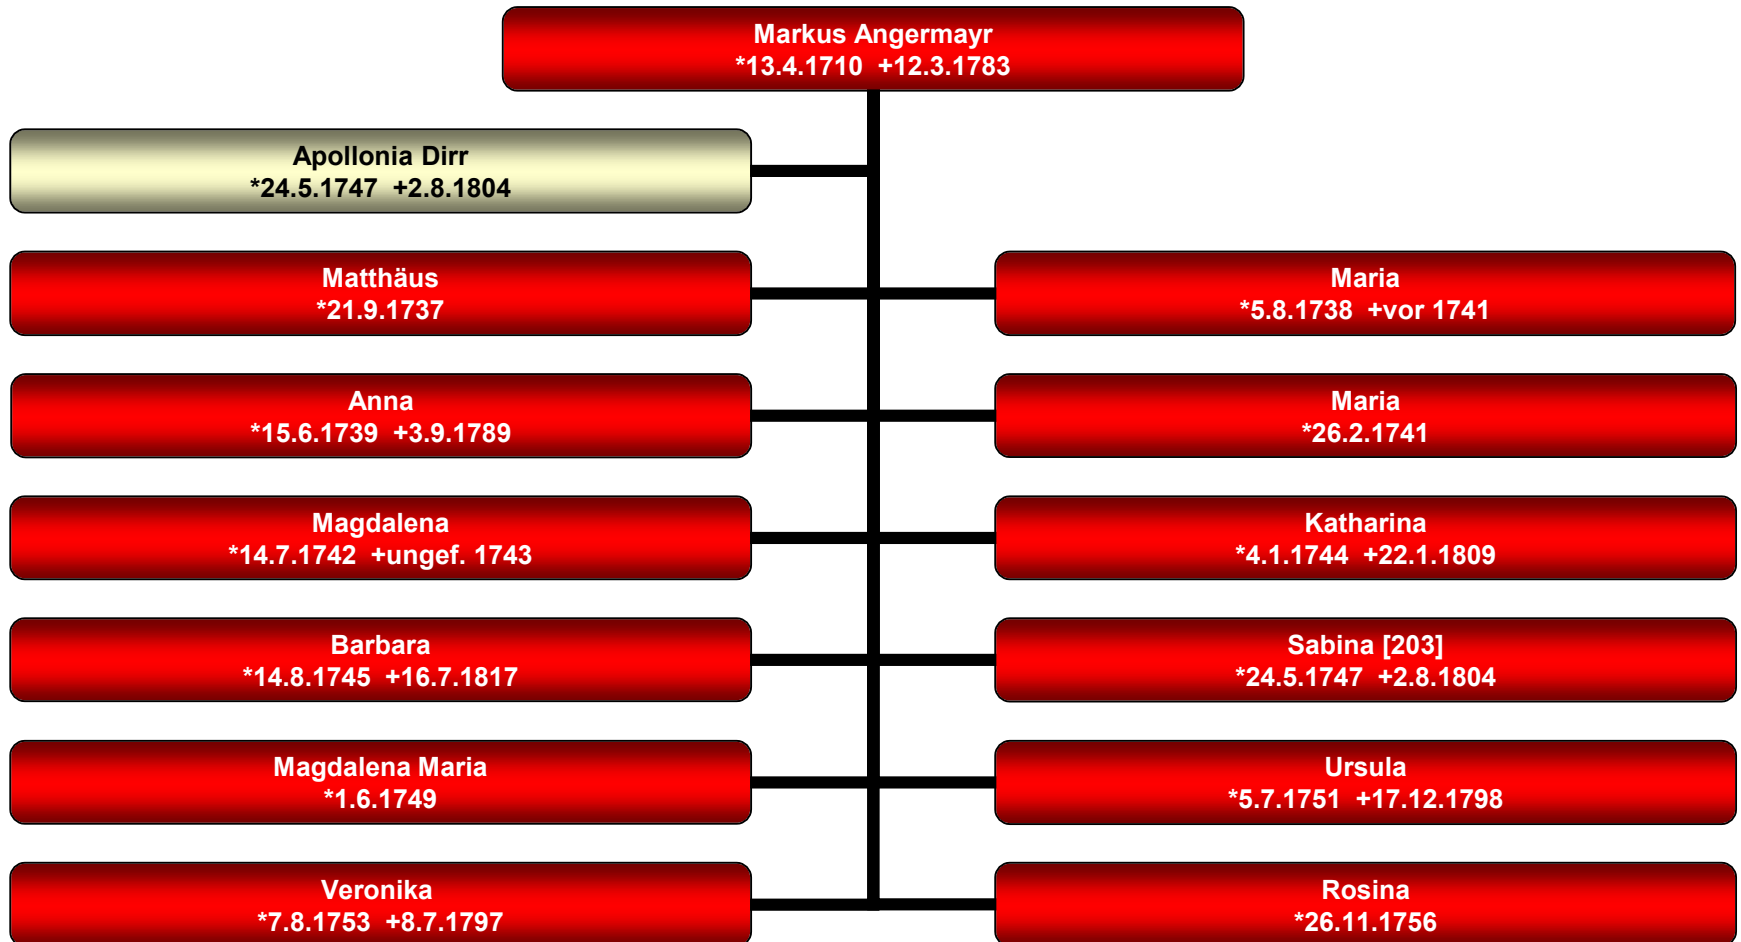 Markus Angermayr
*13.4.1710 +12.3.1783
Apollonia Dirr
*24.5.1747 +2.8.1804
Matthäus
*21.9.1737
Maria
*5.8.1738 +vor 1741
Anna
*15.6.1739 +3.9.1789
Maria
*26.2.1741
Magdalena
*14.7.1742 +ungef. 1743
Katharina
*4.1.1744 +22.1.1809
Barbara
*14.8.1745 +16.7.1817
Sabina [203]
*24.5.1747 +2.8.1804
Magdalena Maria
*1.6.1749
Ursula
*5.7.1751 +17.12.1798
Veronika
*7.8.1753 +8.7.1797
Rosina
*26.11.1756